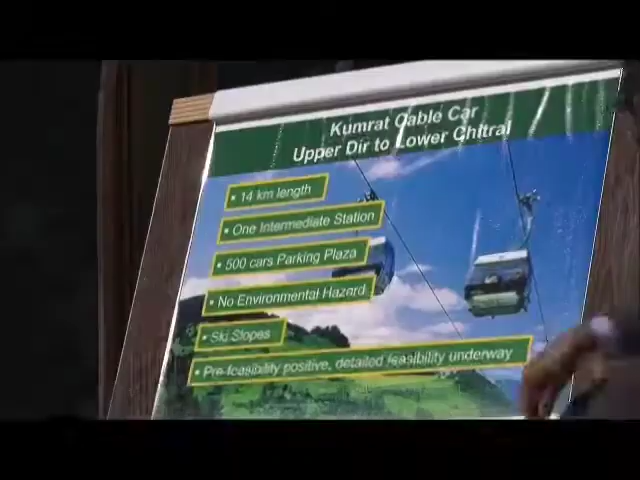 Kumrat Cable Car
Upper Dir to Lower Chitral
▪ 14 km length
▪ One Intermediate Station
▪ 500 cars Parking Plaza
▪ No Environmental Hazard
▪ Ski Slopes
▪ Pre-feasibility positive, detailed feasibility underway